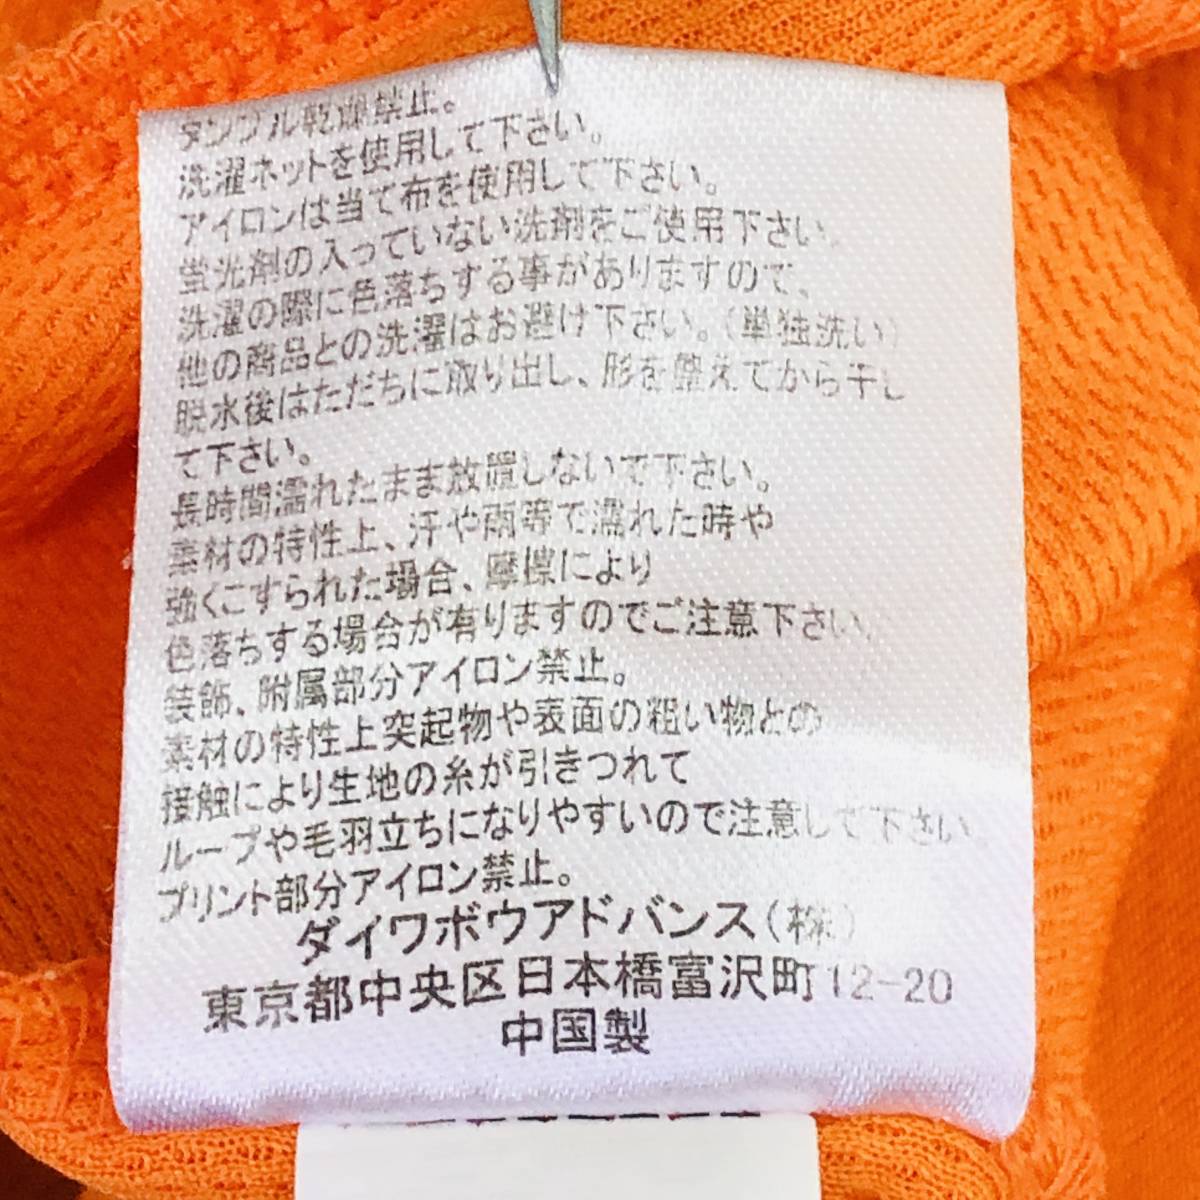 タンブル乾燥禁止。
洗濯ネットを使用して下さい。
アイロンは当て布を使用して下さい。
蛍光剤の入っていない洗剤をご使用下さい。
洗濯の際に色落ちする事がありますので、
他の商品との洗濯はお避け下さい。（単独洗い）
脱水後はただちに取り出し、形を整えてから干し
て下さい。
長時間濡れたまま放置しないで下さい。
素材の特性上、汗や雨等で濡れた時や
強くこすられた場合、摩擦により
色落ちする場合が有りますのでご注意下さい。
装飾、附属部分アイロン禁止。
素材の特性上突起物や表面の粗い物との
接触により生地の糸が引きつれて
ループや毛羽立ちになりやすいので注意して下さい。
プリント部分アイロン禁止。
ダイワボウアドバンス（株）
東京都中央区日本橋富沢町12-20
中国製